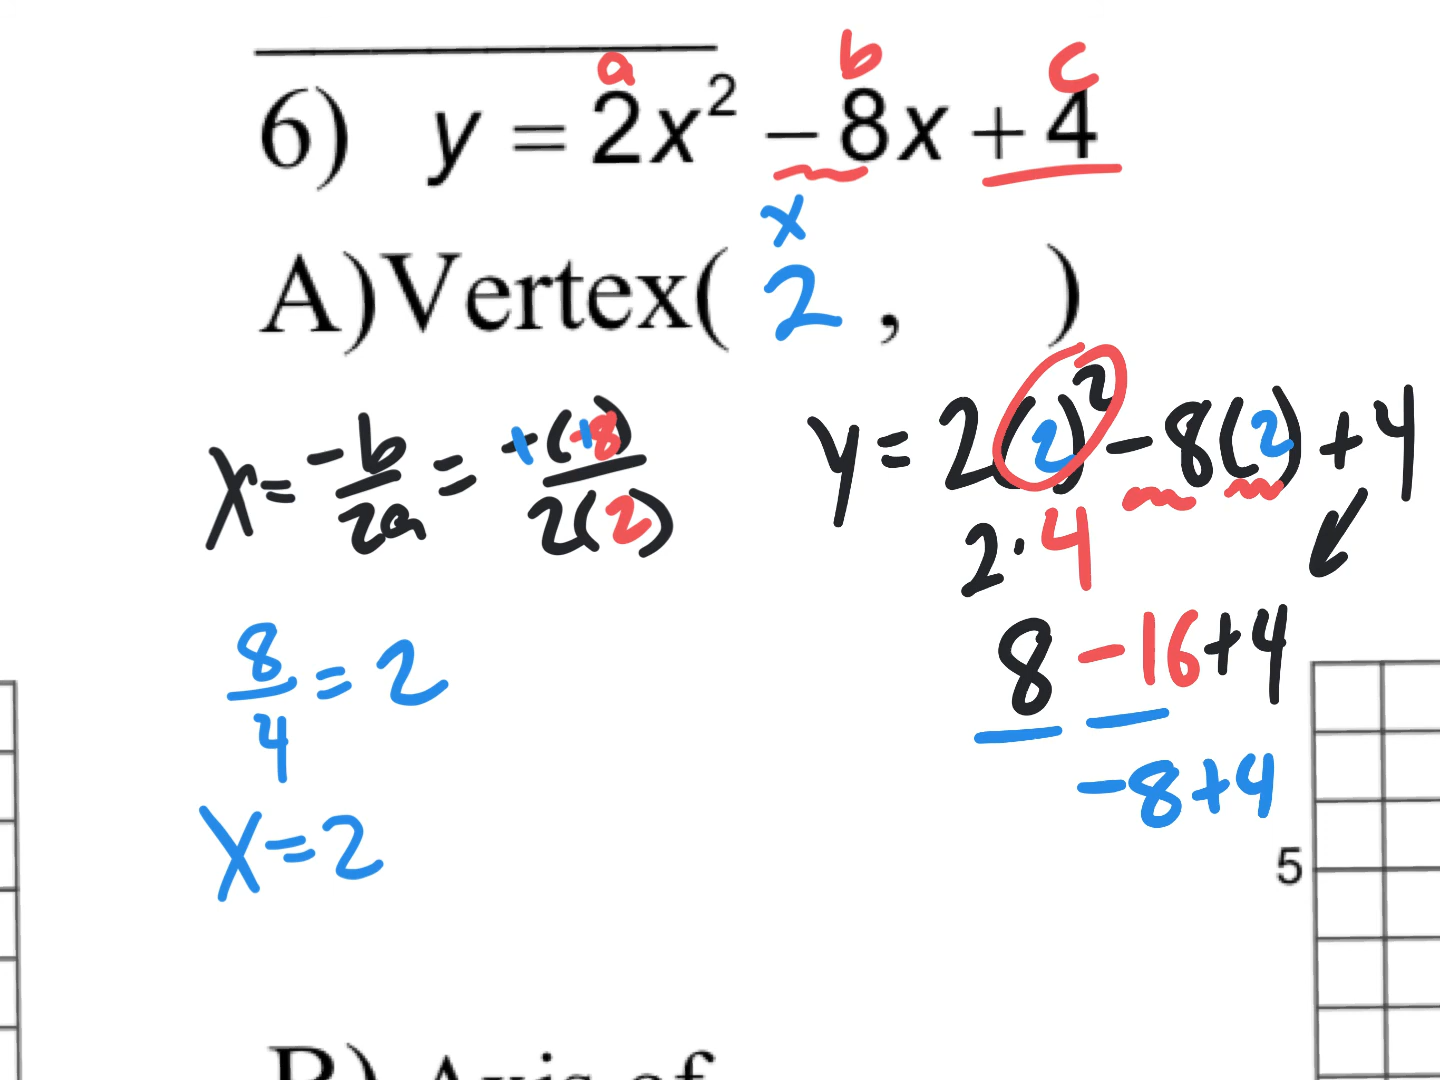 a b c
6) y = 2x² - 8x + 4
x
A) Vertex( 2 , )
x = -b/2a = +(+8)/2(2)
y = 2(2)² - 8(2) + 4
2 · 4
8/4 = 2
8 - 16 + 4
-8 + 4
x = 2
5
B) Axis of